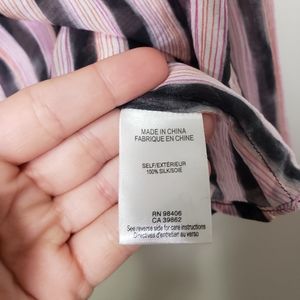 MADE IN CHINA
FABRIQUE EN CHINE
SELF/EXTÉRIEUR
100% SILK/SOIE
RN 98406
CA 39862
See reverse side for care instructions
Directives d'entretien au verso